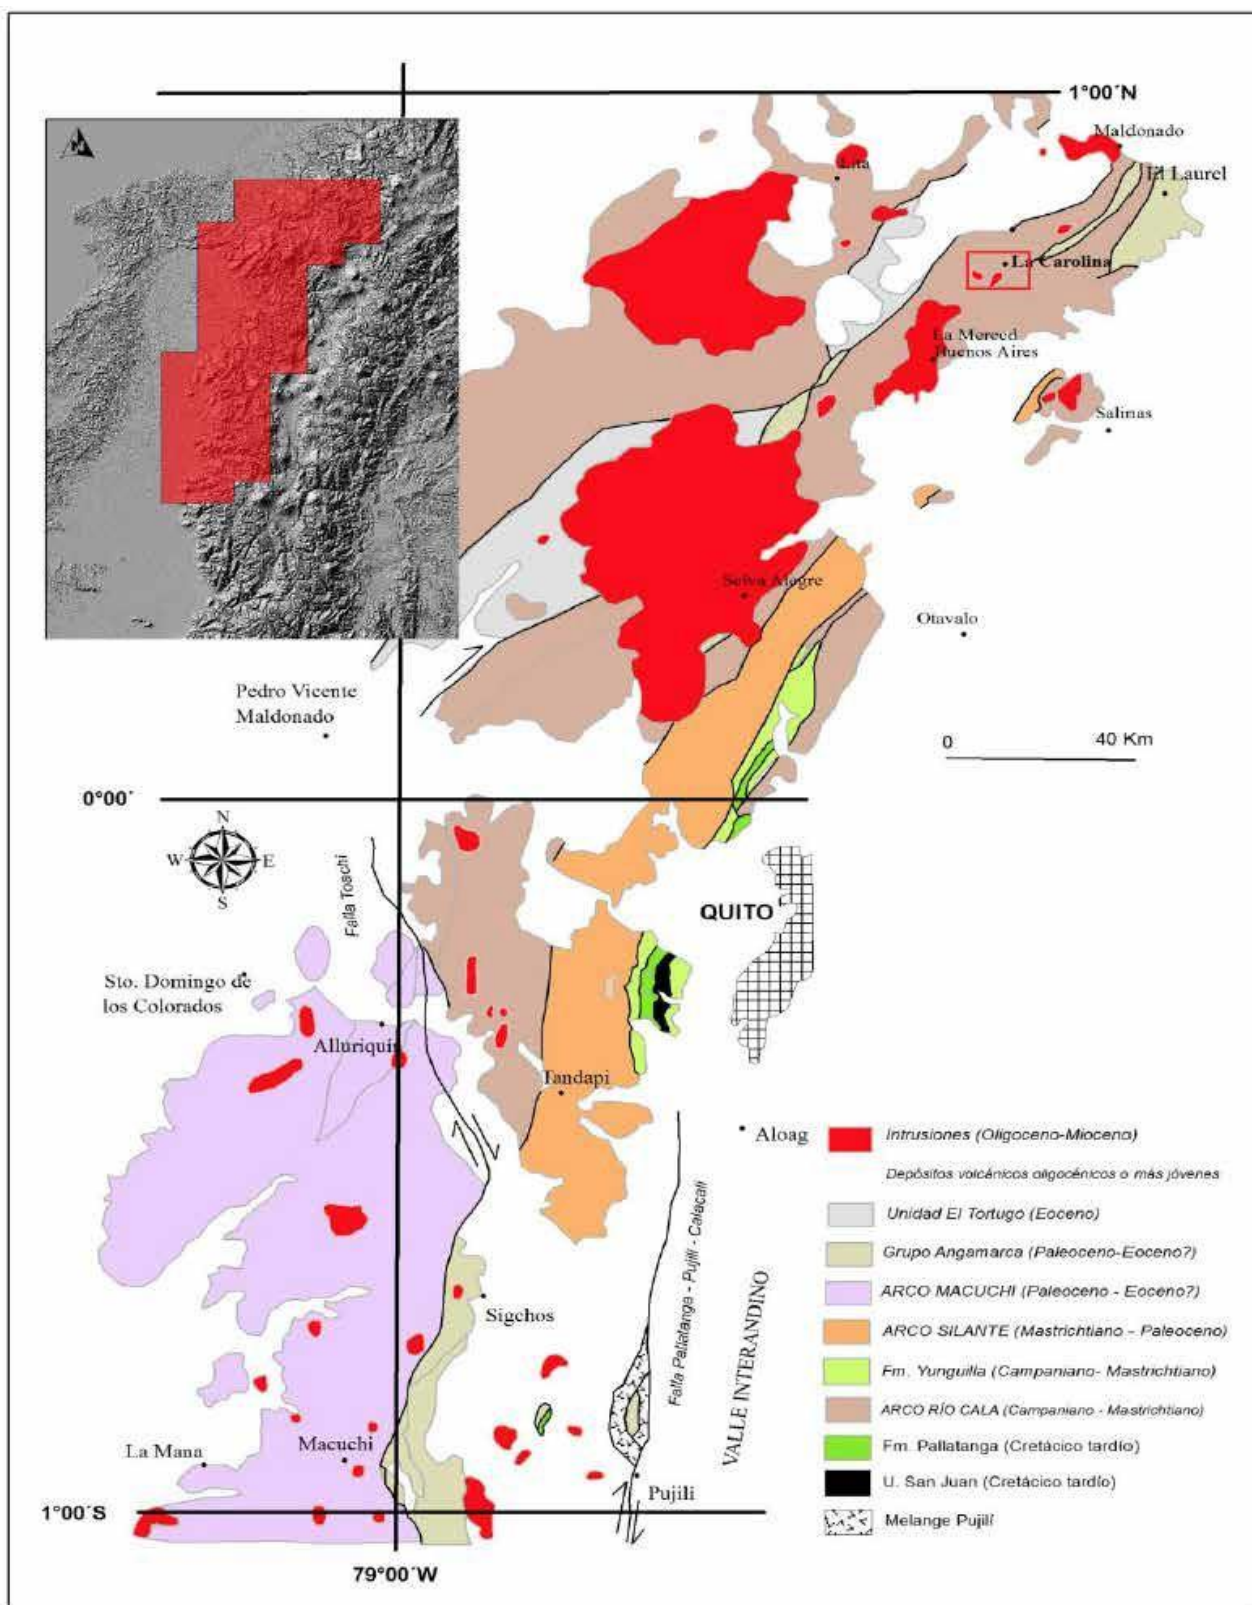 1°00´N
Maldonado
El Laurel
Lita
La Carolina
La Merced
Buenos Aires
Salinas
Selva Alegre
Otavalo
Pedro Vicente
Maldonado
0 40 Km
0°00´
N
W E
S
Falla Toachi
QUITO
Sto. Domingo de
los Colorados
Alluriquin
Tandapi
Aloag
Intrusiones (Oligoceno-Mioceno)
Depósitos volcánicos oligocénicos o más jóvenes
Unidad El Tortugo (Eoceno)
Grupo Angamarca (Paleoceno-Eoceno?)
ARCO MACUCHI (Paleoceno - Eoceno?)
ARCO SILANTE (Mastrichtiano - Paleoceno)
Fm. Yunguilla (Campaniano- Mastrichtiano)
ARCO RÍO CALA (Campaniano - Mastrichtiano)
Fm. Pallatanga (Cretácico tardío)
U. San Juan (Cretácico tardío)
Melange Pujilí
Falla Pallatanga - Pujilí - Calacalí
VALLE INTERANDINO
Sigchos
La Mana
Macuchi
Pujili
1°00´S
79°00´W